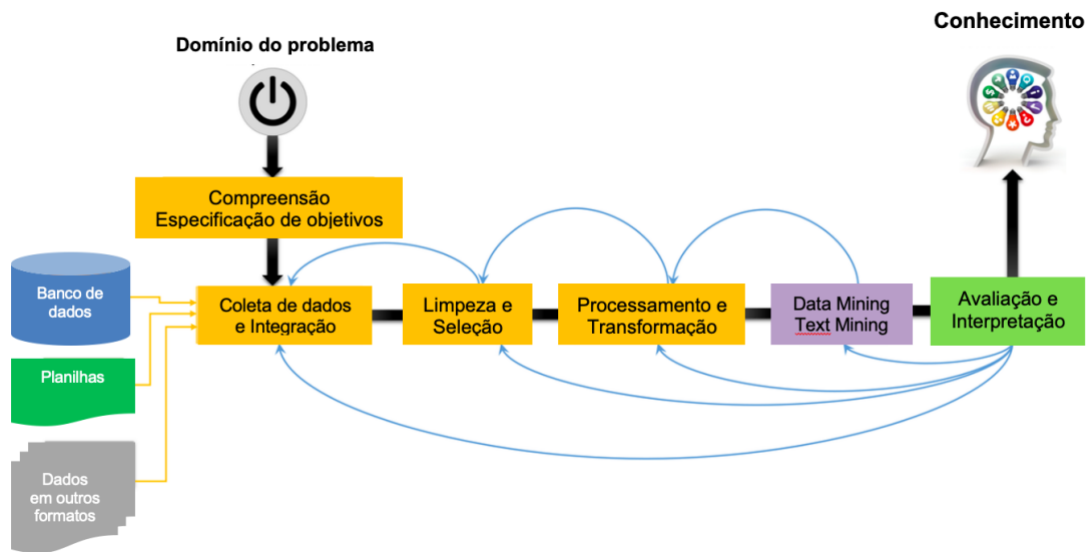 Conhecimento
Domínio do problema
Compreensão
Especificação de objetivos
Banco de
dados
Coleta de dados
e Integração
Limpeza e
Seleção
Processamento e
Transformação
Data Mining
Text Mining
Avaliação e
Interpretação
Planilhas
Dados
em outros
formatos